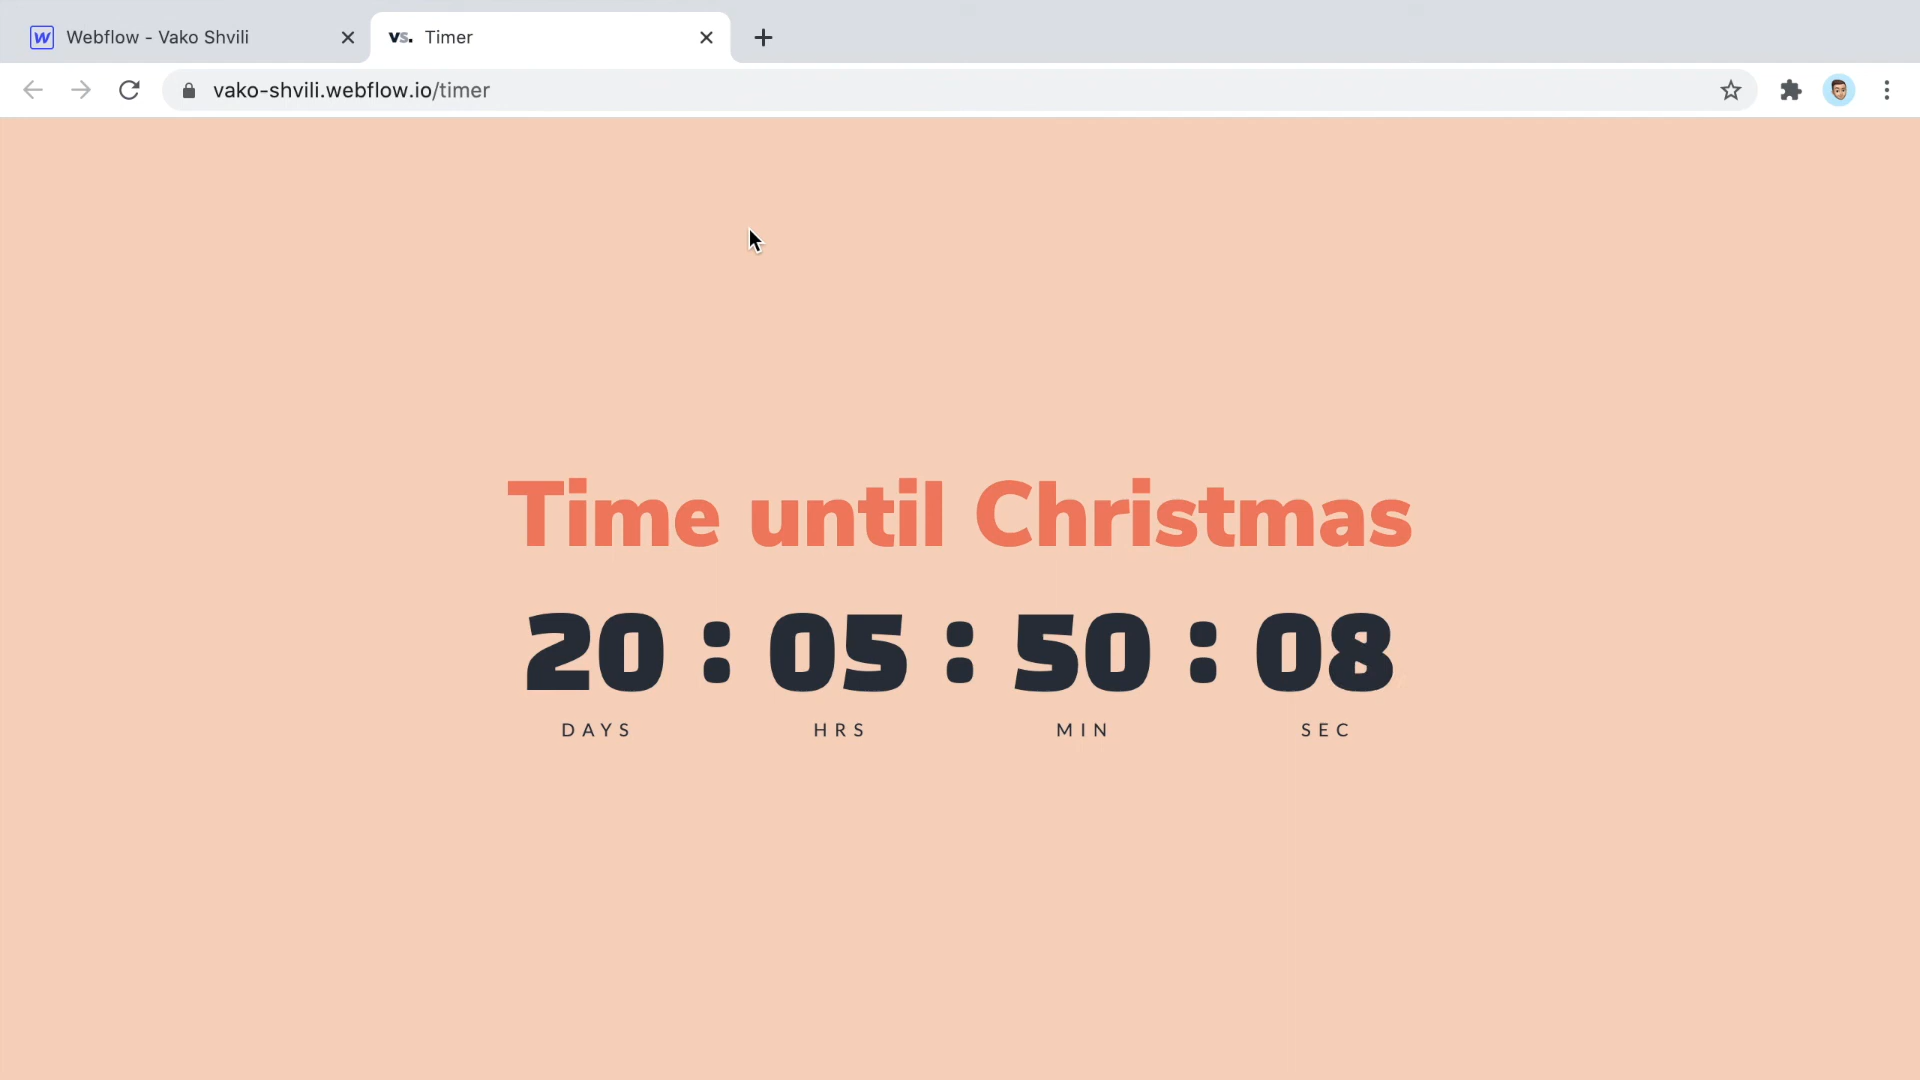 Webflow - Vako Shvili
vs. Timer
vako-shvili.webflow.io/timer
Time until Christmas
20 : 05 : 50 : 08
DAYS HRS MIN SEC